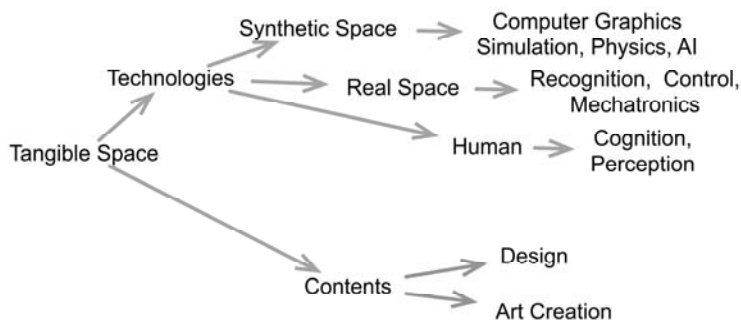 Synthetic Space
Computer Graphics
Simulation, Physics, AI
Technologies
Real Space
Recognition, Control,
Mechatronics
Human
Cognition,
Perception
Tangible Space
Contents
Design
Art Creation